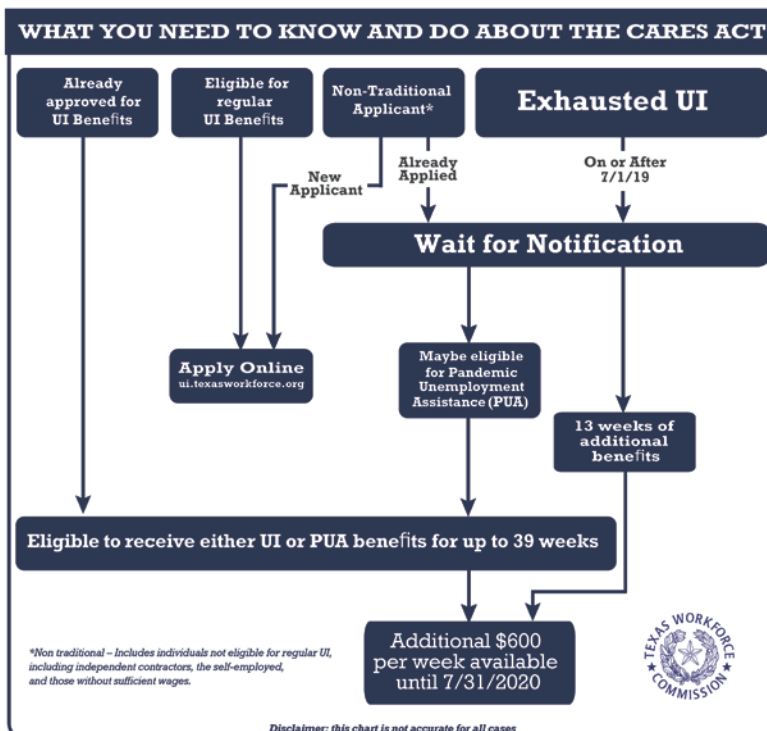 WHAT YOU NEED TO KNOW AND DO ABOUT THE CARES ACT
Already
approved for
UI Benefits
Eligible for
regular
UI Benefits
Non-Traditional
Applicant*
Exhausted UI
New
Applicant
Already
Applied
On or After
7/1/19
Wait for Notification
Apply Online
ui.texasworkforce.org
Maybe eligible
for Pandemic
Unemployment
Assistance (PUA)
13 weeks of
additional
benefits
Eligible to receive either UI or PUA benefits for up to 39 weeks
Additional $600
per week available
until 7/31/2020
*Non traditional – Includes individuals not eligible for regular UI,
including independent contractors, the self-employed,
and those without sufficient wages.
TEXAS WORKFORCE
COMMISSION
Disclaimer: this chart is not accurate for all cases